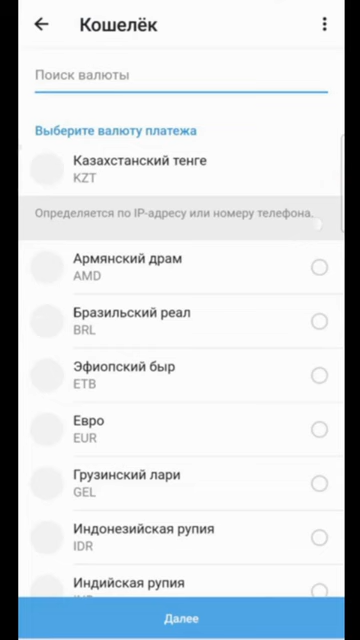 Кошелёк
Поиск валюты
Выберите валюту платежа
Казахстанский тенге
KZT
Определяется по IP-адресу или номеру телефона.
Армянский драм
AMD
Бразильский реал
BRL
Эфиопский быр
ETB
Евро
EUR
Грузинский лари
GEL
Индонезийская рупия
IDR
Индийская рупия
Далее